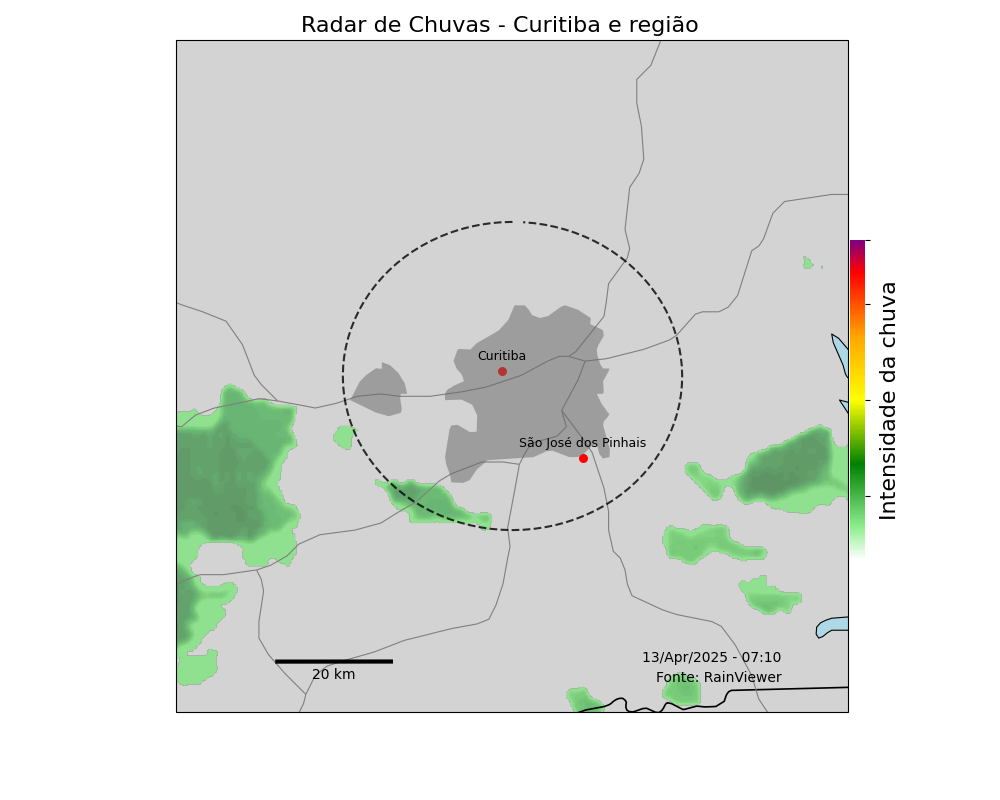 Radar de Chuvas - Curitiba e região
Curitiba
São José dos Pinhais
Intensidade da chuva
13/Apr/2025 - 07:10
Fonte: RainViewer
20 km